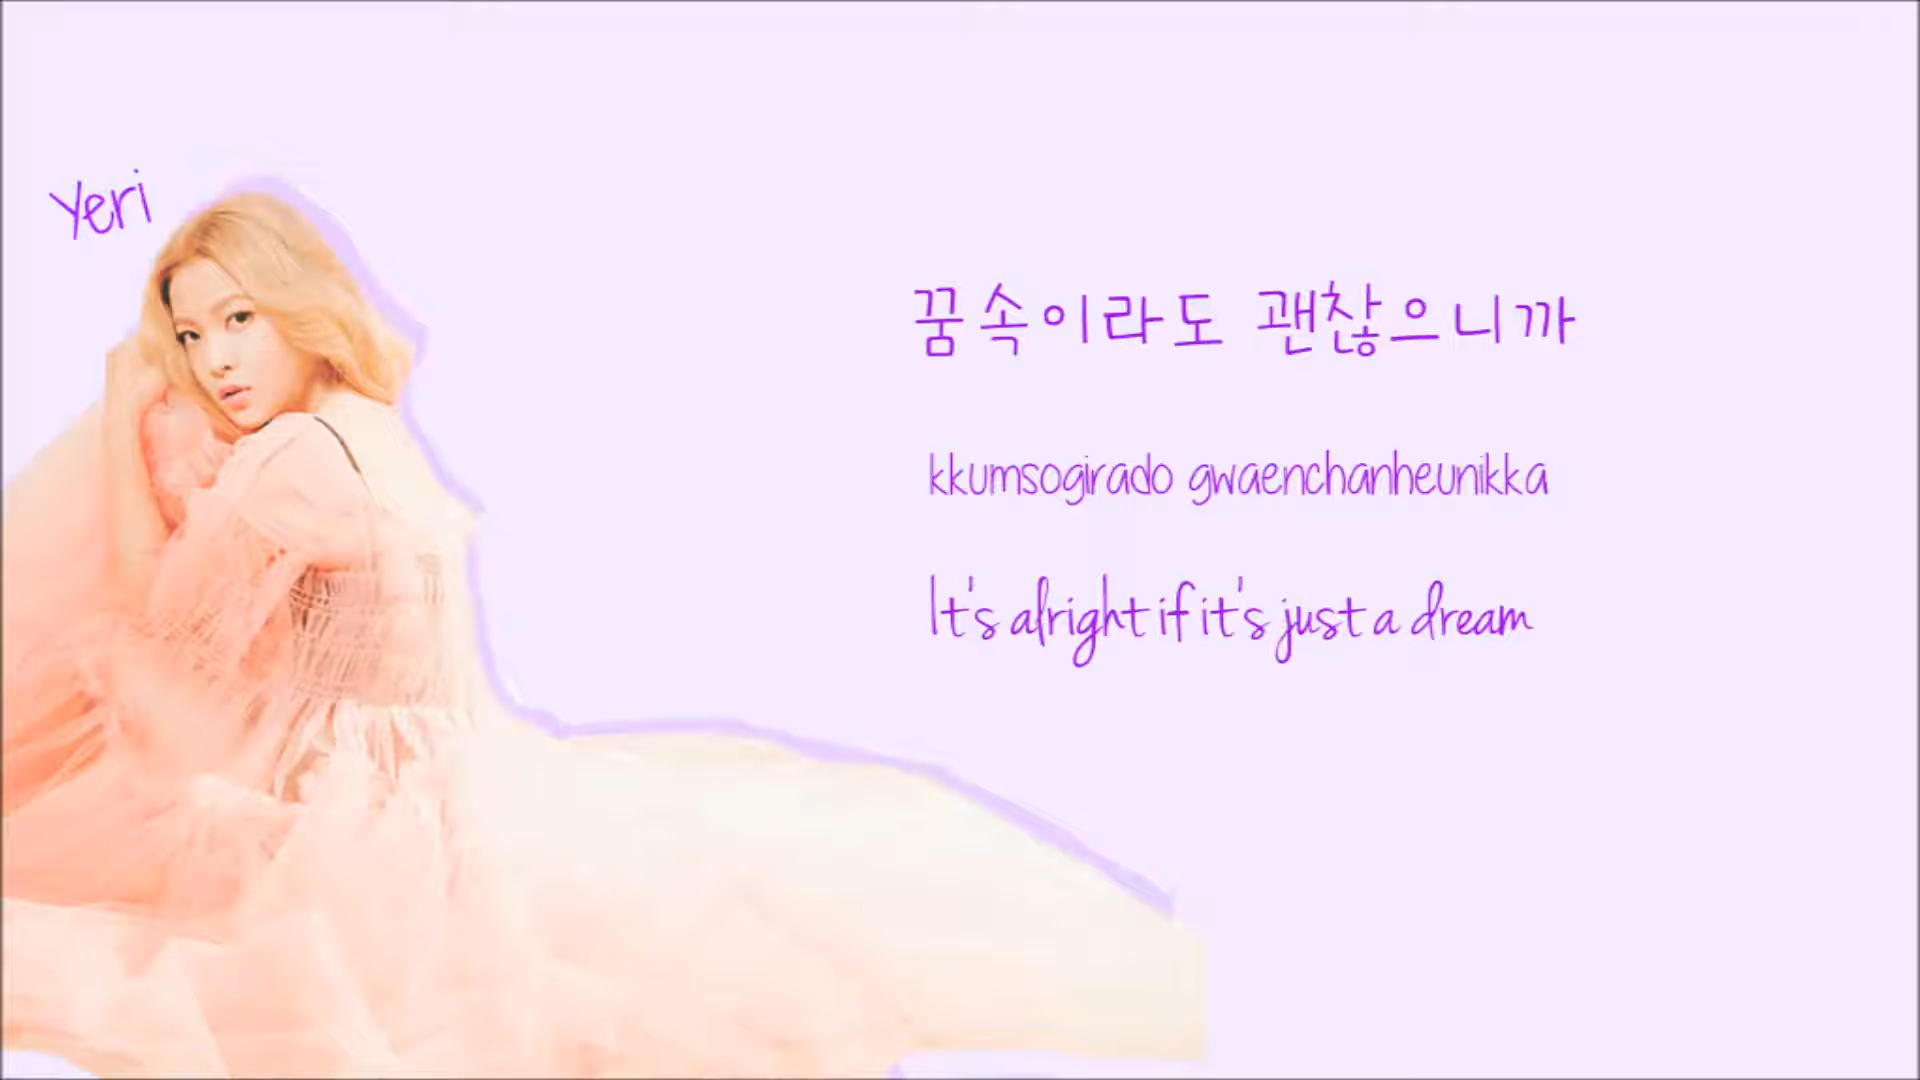 Yeri
꿈속이라도 괜찮으니까
kkumsogirado gwaenchanheunikka
It's alright if it's just a dream